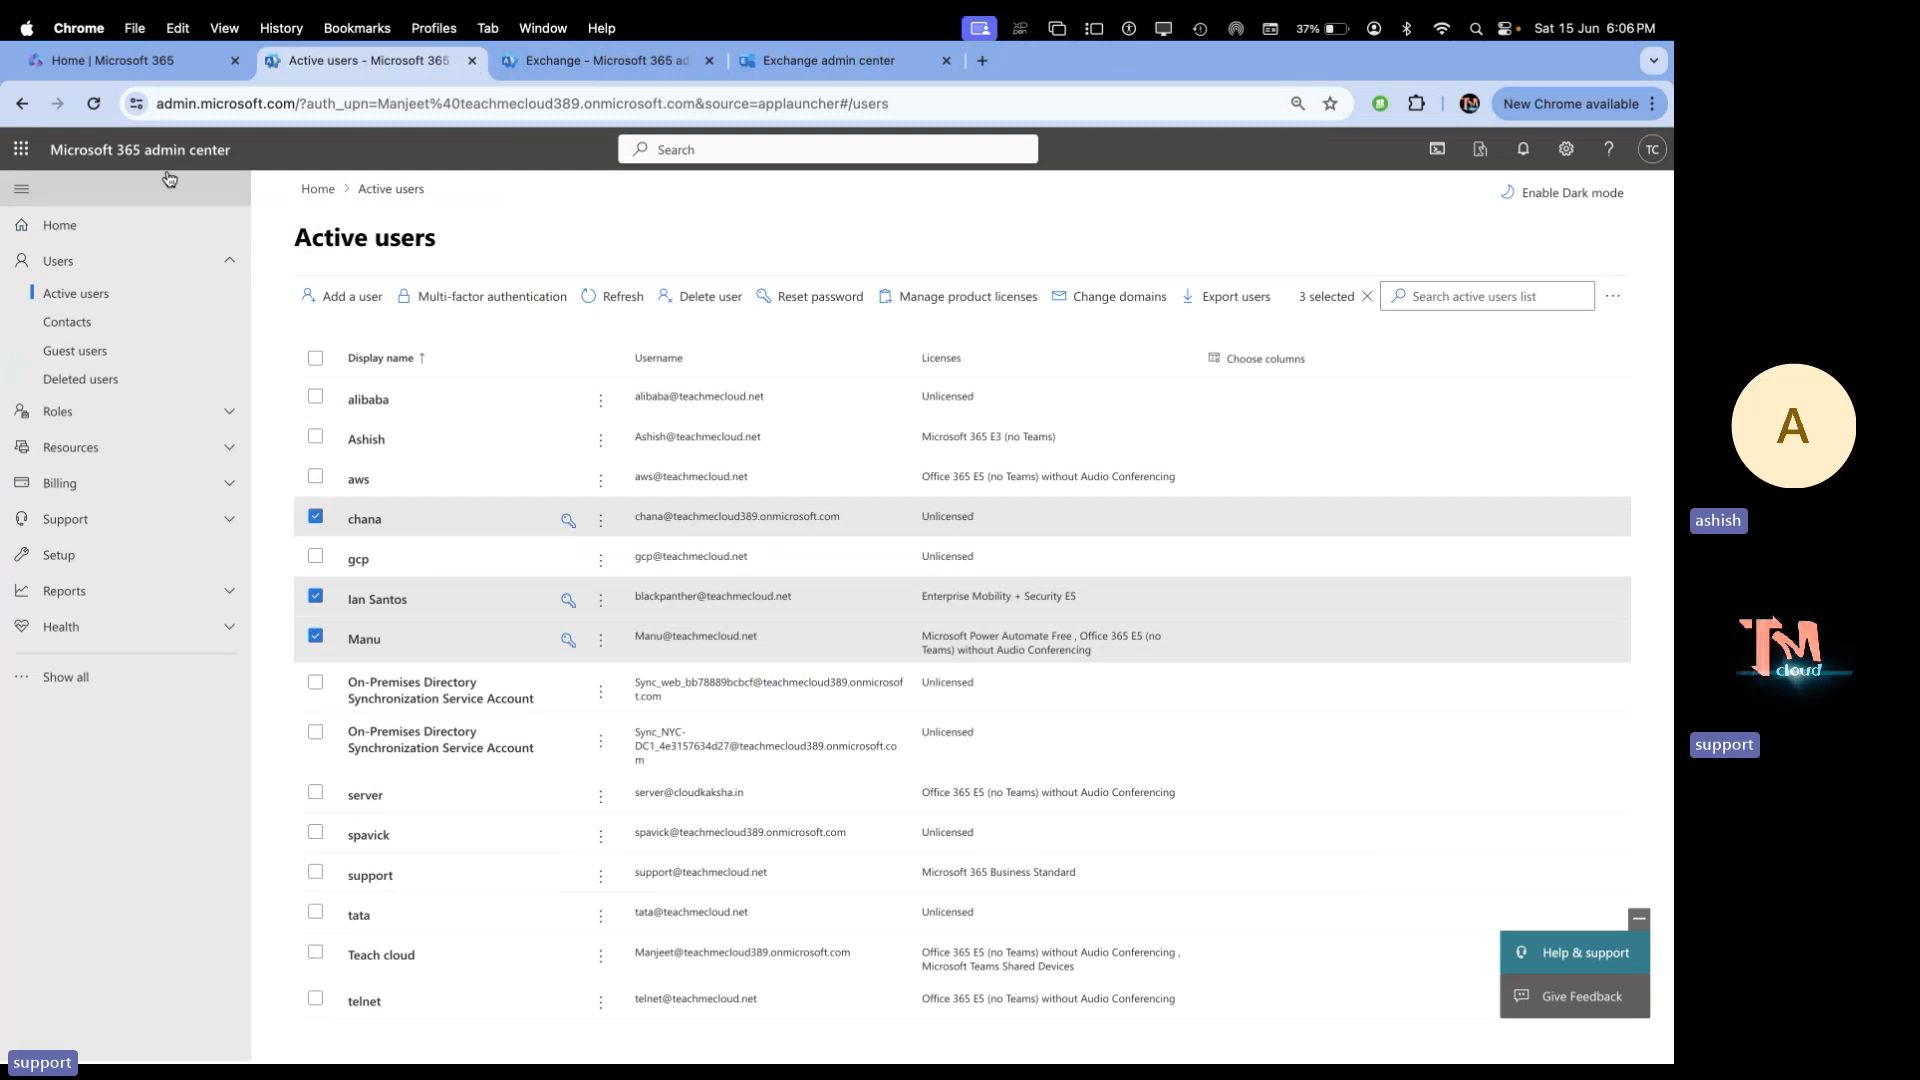 Chrome File Edit View History Bookmarks Profiles Tab Window Help 37% Sat 15 Jun 6:06 PM
Home | Microsoft 365 Active users - Microsoft 365 Exchange - Microsoft 365 ad Exchange admin center
admin.microsoft.com/?auth_upn=Manjeet%40teachmecloud389.onmicrosoft.com&source=applauncher#/users New Chrome available
Microsoft 365 admin center Search TC
Home > Active users Enable Dark mode
Home
Users
Active users
Contacts
Guest users
Deleted users
Roles
Resources
Billing
Support
Setup
Reports
Health
Show all
Active users
Add a user Multi-factor authentication Refresh Delete user Reset password Manage product licenses Change domains Export users 3 selected Search active users list
Display name ↑ Username Licenses Choose columns
alibaba alibaba@teachmecloud.net Unlicensed
Ashish Ashish@teachmecloud.net Microsoft 365 E3 (no Teams)
aws aws@teachmecloud.net Office 365 E5 (no Teams) without Audio Conferencing
chana chana@teachmecloud389.onmicrosoft.com Unlicensed
gcp gcp@teachmecloud.net Unlicensed
Ian Santos blackpanther@teachmecloud.net Enterprise Mobility + Security E5
Manu Manu@teachmecloud.net Microsoft Power Automate Free , Office 365 E5 (no
Teams) without Audio Conferencing
On-Premises Directory Sync_web_bb78889bcbcf@teachmecloud389.onmicrosof Unlicensed
Synchronization Service Account t.com
On-Premises Directory Sync_NYC- Unlicensed
Synchronization Service Account DC1_4e3157634d27@teachmecloud389.onmicrosoft.co
m
server server@cloudkaksha.in Office 365 E5 (no Teams) without Audio Conferencing
spavick spavick@teachmecloud389.onmicrosoft.com Unlicensed
support support@teachmecloud.net Microsoft 365 Business Standard
tata tata@teachmecloud.net Unlicensed
Teach cloud Manjeet@teachmecloud389.onmicrosoft.com Office 365 E5 (no Teams) without Audio Conferencing ,
Microsoft Teams Shared Devices
telnet telnet@teachmecloud.net Office 365 E5 (no Teams) without Audio Conferencing
Help & support
Give Feedback
A
ashish
TM
cloud
support
support